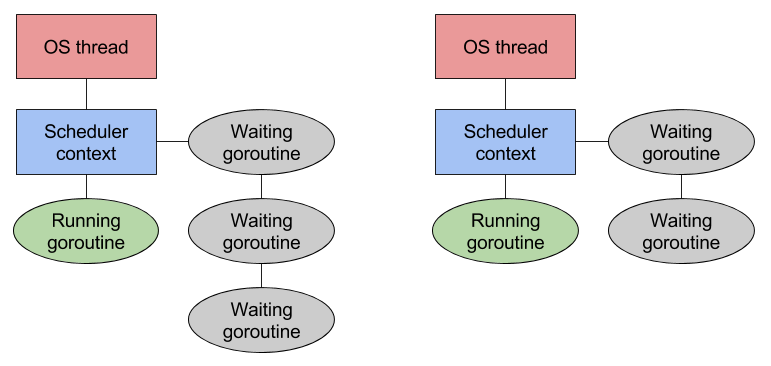 OS thread
Scheduler
context
Running
goroutine
Waiting
goroutine
Waiting
goroutine
Waiting
goroutine
OS thread
Scheduler
context
Running
goroutine
Waiting
goroutine
Waiting
goroutine